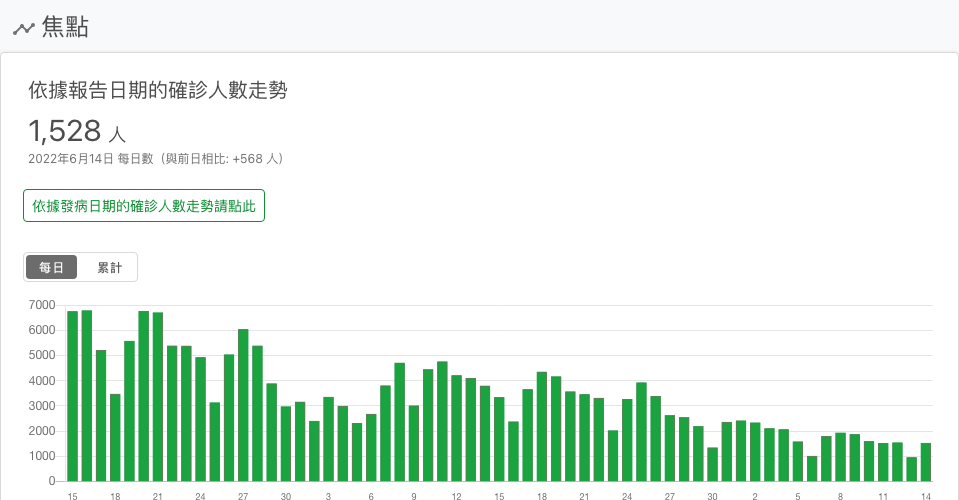 焦點
依據報告日期的確診人數走勢
1,528 人
2022年6月14日 每日數（與前日相比: +568 人）
依據發病日期的確診人數走勢請點此
每日 累計
7000
6000
5000
4000
3000
2000
1000
0
15 18 21 24 27 30 3 6 9 12 15 18 21 24 27 30 2 5 8 11 14